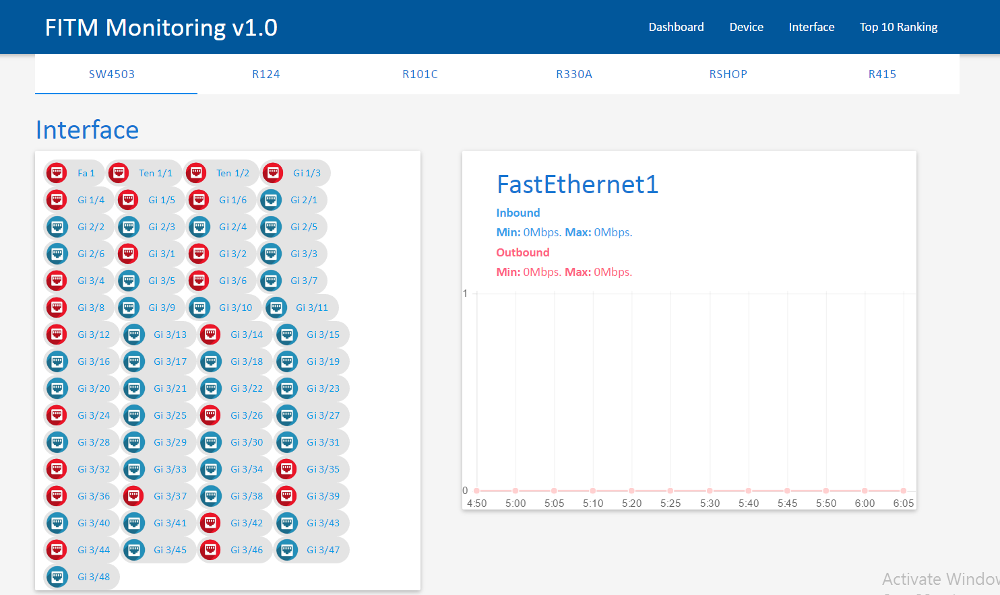 FITM Monitoring v1.0
Dashboard Device Interface Top 10 Ranking
SW4503 R124 R101C R330A RSHOP R415
Interface
Fa 1 Ten 1/1 Ten 1/2 Gi 1/3
Gi 1/4 Gi 1/5 Gi 1/6 Gi 2/1
Gi 2/2 Gi 2/3 Gi 2/4 Gi 2/5
Gi 2/6 Gi 3/1 Gi 3/2 Gi 3/3
Gi 3/4 Gi 3/5 Gi 3/6 Gi 3/7
Gi 3/8 Gi 3/9 Gi 3/10 Gi 3/11
Gi 3/12 Gi 3/13 Gi 3/14 Gi 3/15
Gi 3/16 Gi 3/17 Gi 3/18 Gi 3/19
Gi 3/20 Gi 3/21 Gi 3/22 Gi 3/23
Gi 3/24 Gi 3/25 Gi 3/26 Gi 3/27
Gi 3/28 Gi 3/29 Gi 3/30 Gi 3/31
Gi 3/32 Gi 3/33 Gi 3/34 Gi 3/35
Gi 3/36 Gi 3/37 Gi 3/38 Gi 3/39
Gi 3/40 Gi 3/41 Gi 3/42 Gi 3/43
Gi 3/44 Gi 3/45 Gi 3/46 Gi 3/47
Gi 3/48
FastEthernet1
Inbound
Min: 0Mbps. Max: 0Mbps.
Outbound
Min: 0Mbps. Max: 0Mbps.
1
0
4:50 5:00 5:05 5:10 5:20 5:25 5:30 5:40 5:45 5:50 6:00 6:05
Activate Window